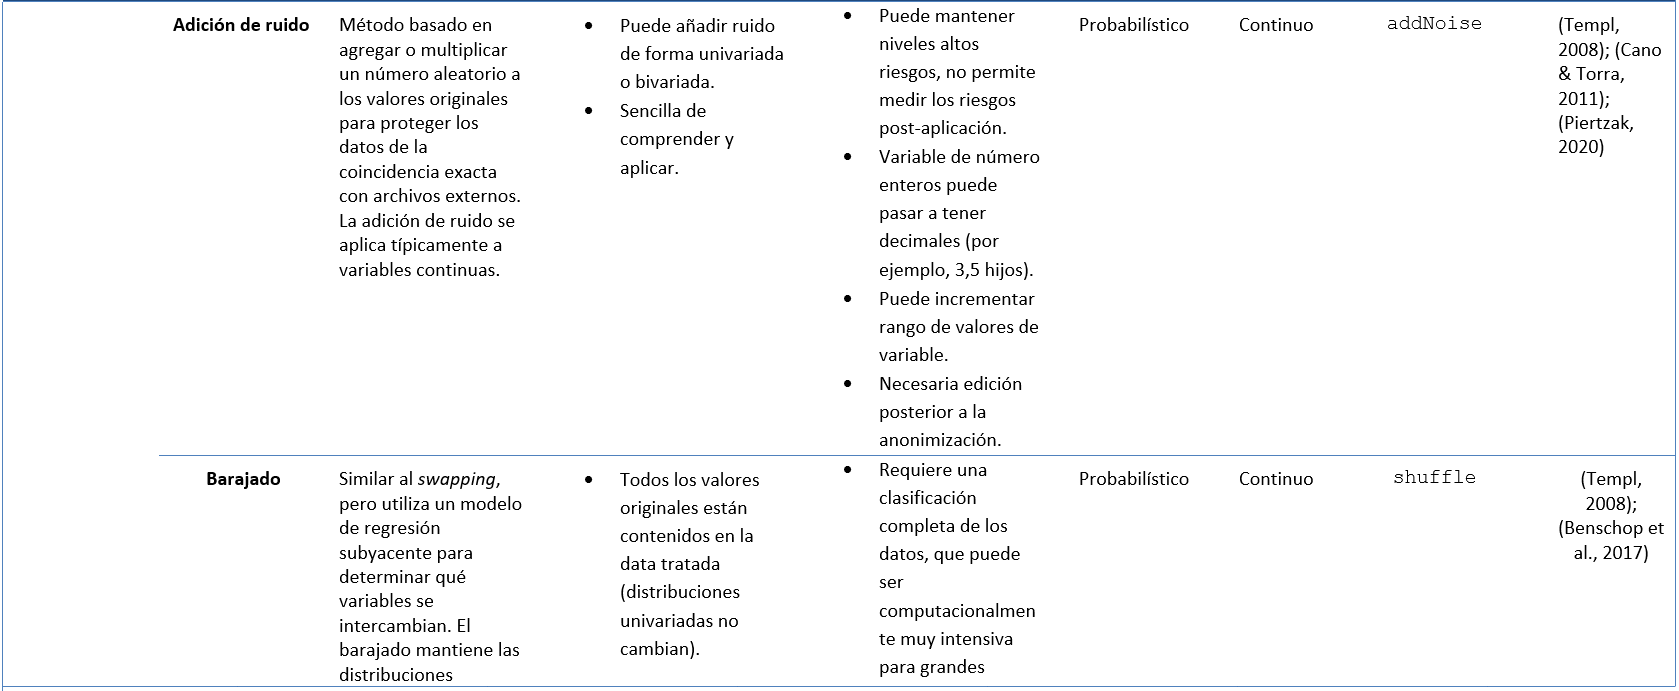 Adición de ruido
Método basado en
agregar o multiplicar
un número aleatorio a
los valores originales
para proteger los
datos de la
coincidencia exacta
con archivos externos.
La adición de ruido se
aplica típicamente a
variables continuas.
• Puede añadir ruido
de forma univariada
o bivariada.
• Sencilla de
comprender y
aplicar.
• Puede mantener
niveles altos
riesgos, no permite
medir los riesgos
post-aplicación.
• Variable de número
enteros puede
pasar a tener
decimales (por
ejemplo, 3,5 hijos).
• Puede incrementar
rango de valores de
variable.
• Necesaria edición
posterior a la
anonimización.
Probabilístico
Continuo
addNoise
(Templ,
2008); (Cano
& Torra,
2011);
(Piertzak,
2020)
Barajado
Similar al swapping,
pero utiliza un modelo
de regresión
subyacente para
determinar qué
variables se
intercambian. El
barajado mantiene las
distribuciones
• Todos los valores
originales están
contenidos en la
data tratada
(distribuciones
univariadas no
cambian).
• Requiere una
clasificación
completa de los
datos, que puede
ser
computacionalmen
te muy intensiva
para grandes
Probabilístico
Continuo
shuffle
(Templ,
2008);
(Benschop et
al., 2017)